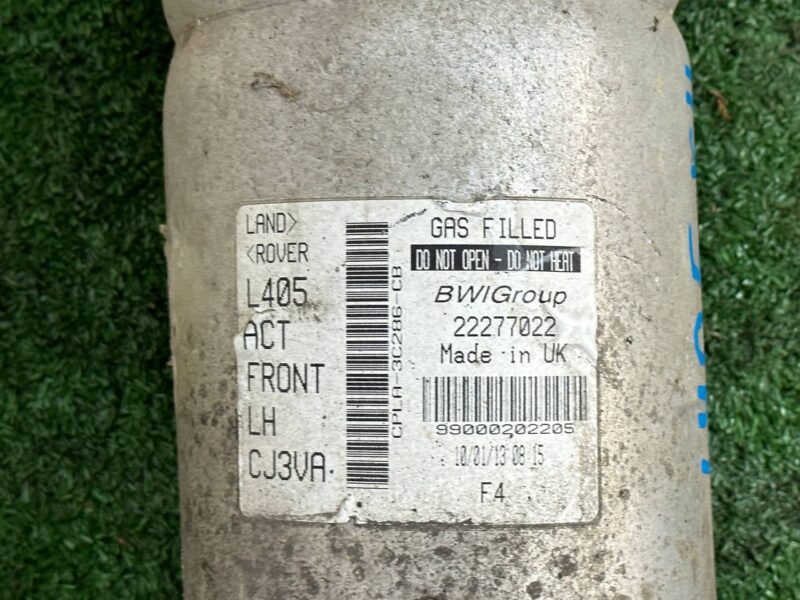 LAND>
<ROVER
L405
ACT
FRONT
LH
CJ3VA
CPLA-3C286-CB
GAS FILLED
DO NOT OPEN - DO NOT HEAT
BWIGroup
22277022
Made in UK
99000202205
10/01/13 08 15
F4